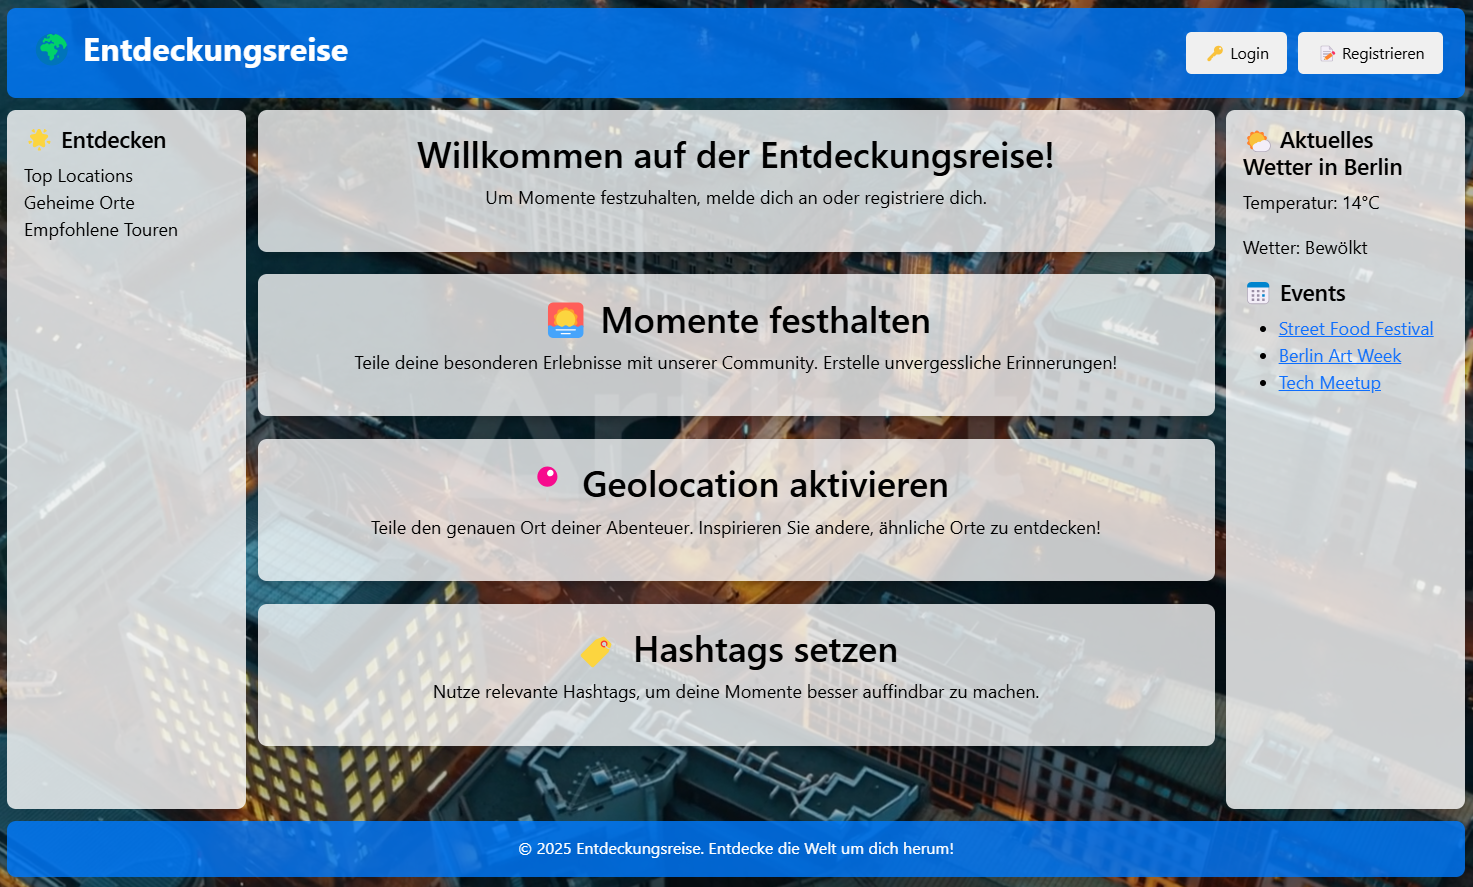 Entdeckungsreise
Login
Registrieren
Entdecken
Top Locations
Geheime Orte
Empfohlene Touren
Willkommen auf der Entdeckungsreise!
Um Momente festzuhalten, melde dich an oder registriere dich.
Momente festhalten
Teile deine besonderen Erlebnisse mit unserer Community. Erstelle unvergessliche Erinnerungen!
Geolocation aktivieren
Teile den genauen Ort deiner Abenteuer. Inspirieren Sie andere, ähnliche Orte zu entdecken!
Hashtags setzen
Nutze relevante Hashtags, um deine Momente besser auffindbar zu machen.
Aktuelles
Wetter in Berlin
Temperatur: 14°C
Wetter: Bewölkt
Events
Street Food Festival
Berlin Art Week
Tech Meetup
© 2025 Entdeckungsreise. Entdecke die Welt um dich herum!